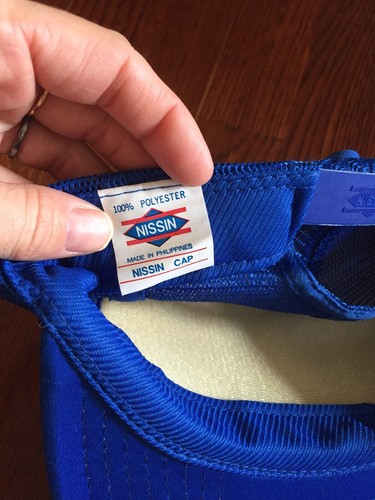 100% POLYESTER
NISSIN
MADE IN PHILIPPINES
NISSIN CAP